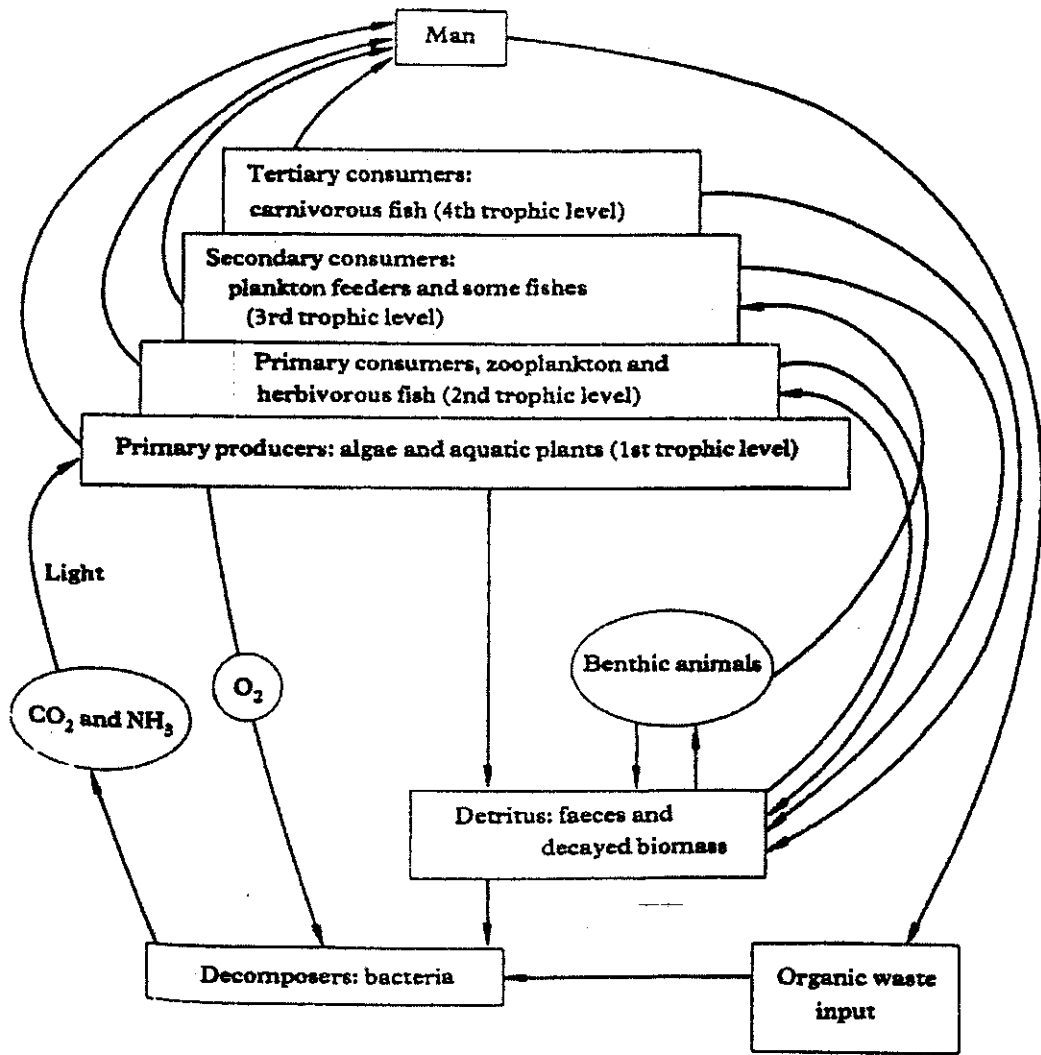 Man
Tertiary consumers:
carnivorous fish (4th trophic level)
Secondary consumers:
plankton feeders and some fishes
(3rd trophic level)
Primary consumers, zooplankton and
herbivorous fish (2nd trophic level)
Primary producers: algae and aquatic plants (1st trophic level)
Light
Benthic animals
O₂
CO₂ and NH₃
Detritus: faeces and
decayed biomass
Decomposers: bacteria
Organic waste
input